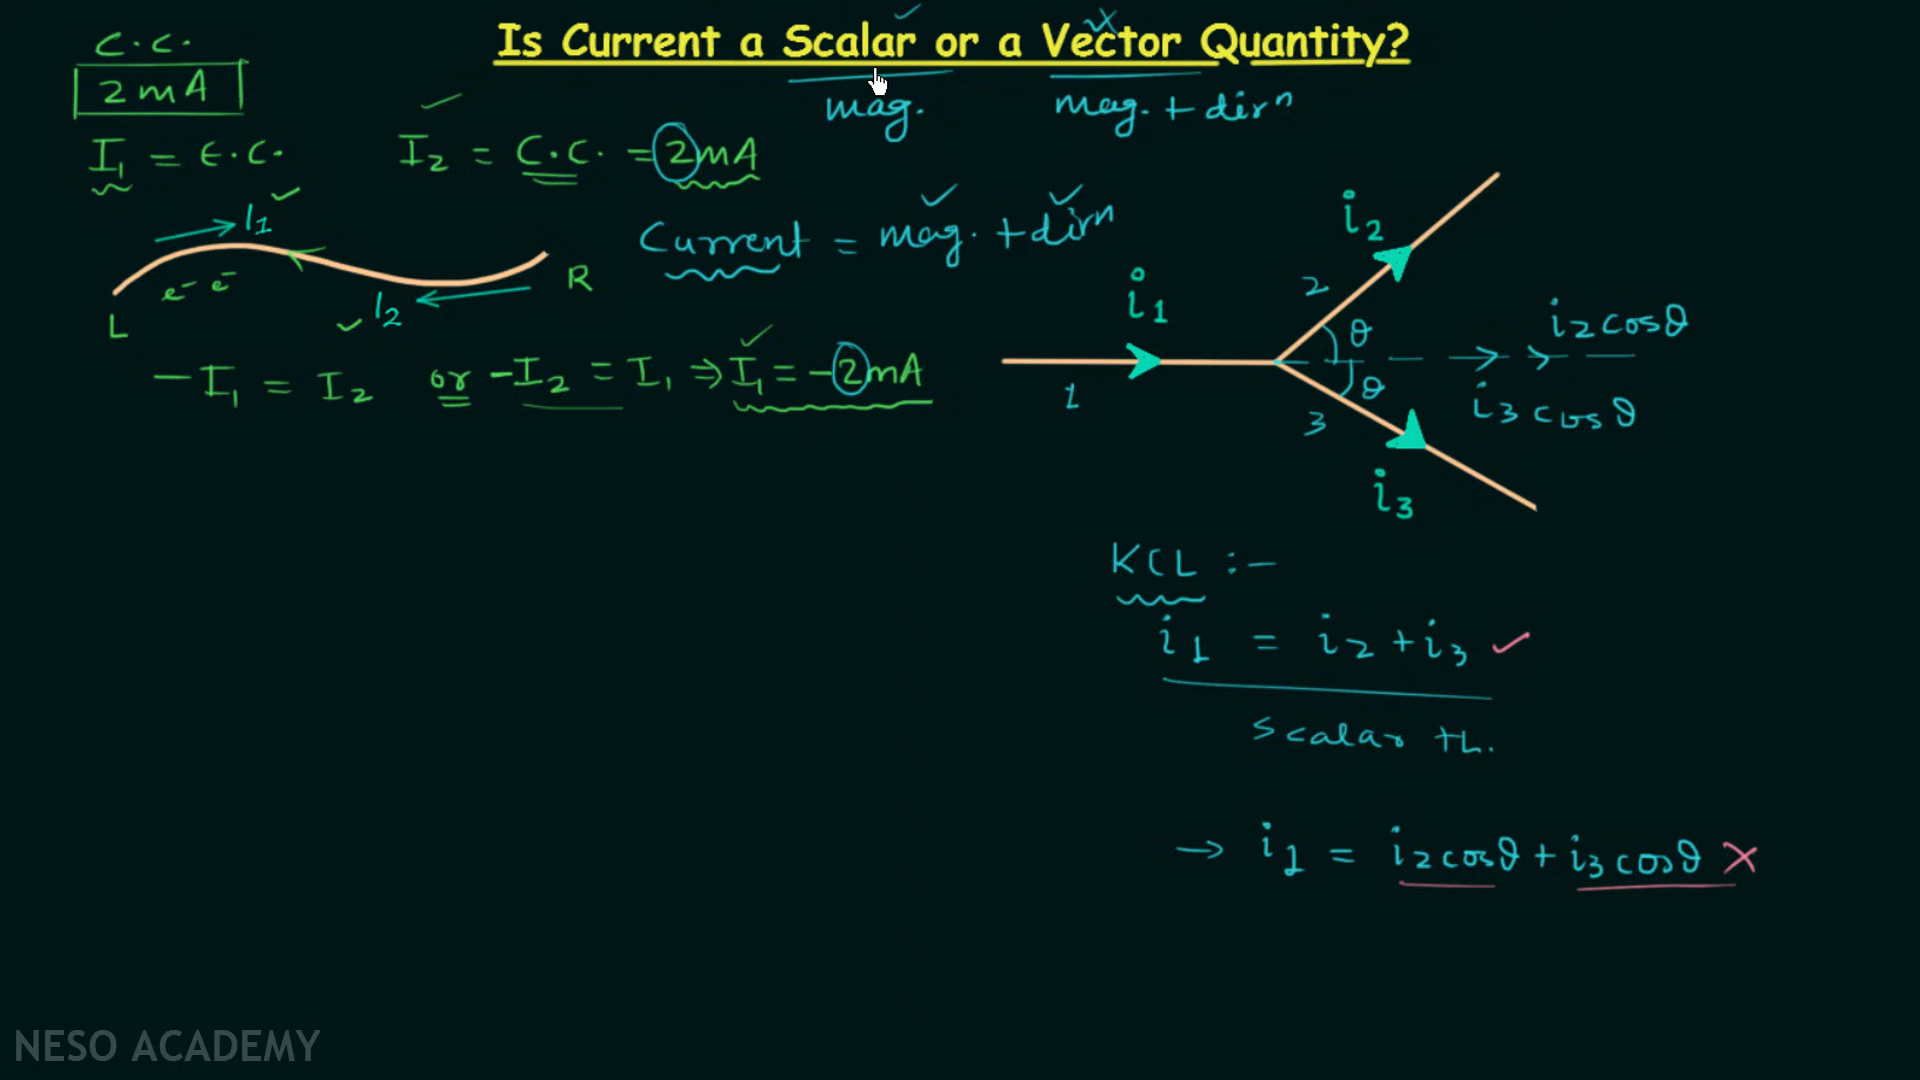 Is Current a Scalar or a Vector Quantity?
mag.
mag. + dirⁿ
C.C.
2mA
I₁ = E.C.
I₂ = C.C. = 2mA
I₁
e⁻ e⁻
I₂
L
R
-I₁ = I₂ or -I₂ = I₁ ⇒ I₁ = -2mA
Current = mag. + dirⁿ
i₁
1
i₂
2
θ
θ
3
i₃
i₂cosθ
i₃cosθ
KCL :-
i₁ = i₂ + i₃ ✓
Scalar th.
→ i₁ = i₂cosθ + i₃cosθ ✗
NESO ACADEMY